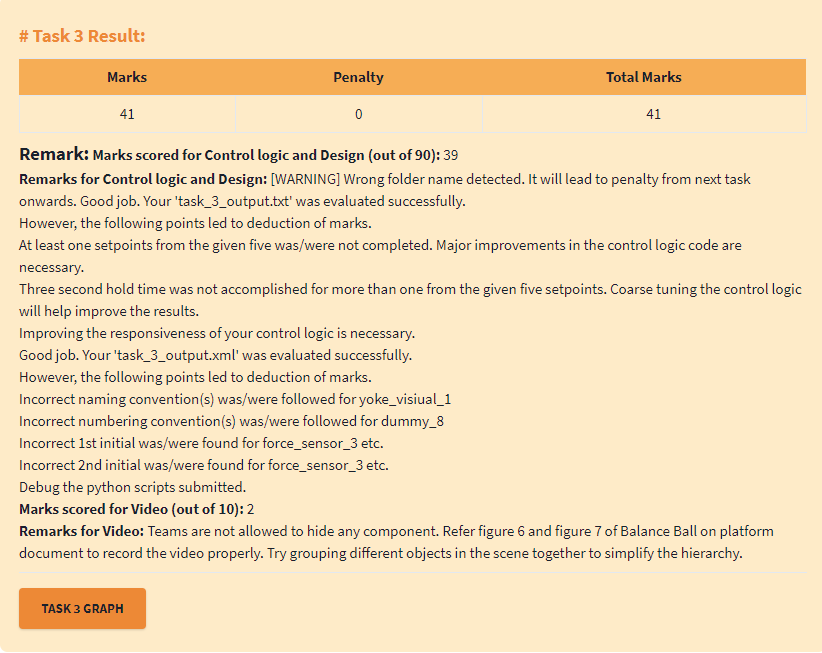 # Task 3 Result:
Marks Penalty Total Marks
41 0 41
Remark: Marks scored for Control logic and Design (out of 90): 39
Remarks for Control logic and Design: [WARNING] Wrong folder name detected. It will lead to penalty from next task
onwards. Good job. Your 'task_3_output.txt' was evaluated successfully.
However, the following points led to deduction of marks.
At least one setpoints from the given five was/were not completed. Major improvements in the control logic code are
necessary.
Three second hold time was not accomplished for more than one from the given five setpoints. Coarse tuning the control logic
will help improve the results.
Improving the responsiveness of your control logic is necessary.
Good job. Your 'task_3_output.xml' was evaluated successfully.
However, the following points led to deduction of marks.
Incorrect naming convention(s) was/were followed for yoke_visiual_1
Incorrect numbering convention(s) was/were followed for dummy_8
Incorrect 1st initial was/were found for force_sensor_3 etc.
Incorrect 2nd initial was/were found for force_sensor_3 etc.
Debug the python scripts submitted.
Marks scored for Video (out of 10): 2
Remarks for Video: Teams are not allowed to hide any component. Refer figure 6 and figure 7 of Balance Ball on platform
document to record the video properly. Try grouping different objects in the scene together to simplify the hierarchy.
TASK 3 GRAPH